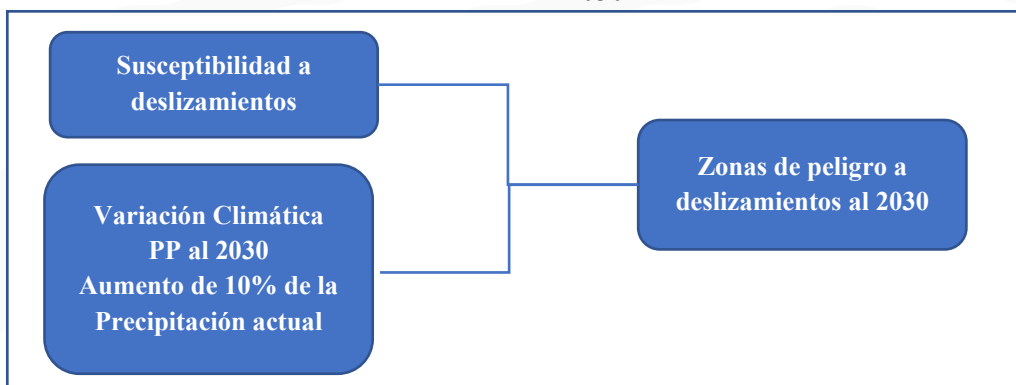 Susceptibilidad a
deslizamientos
Variación Climática
PP al 2030
Aumento de 10% de la
Precipitación actual
Zonas de peligro a
deslizamientos al 2030